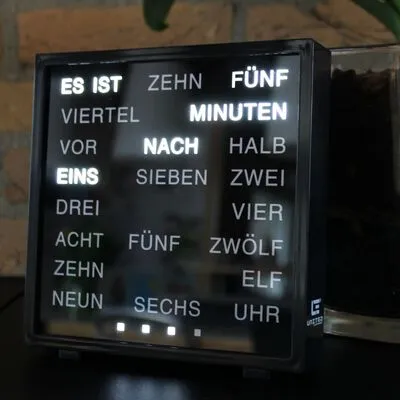 ES IST ZEHN FÜNF
VIERTEL MINUTEN
VOR NACH HALB
EINS SIEBEN ZWEI
DREI VIER
ACHT FÜNF ZWÖLF
ZEHN ELF
NEUN SECHS UHR